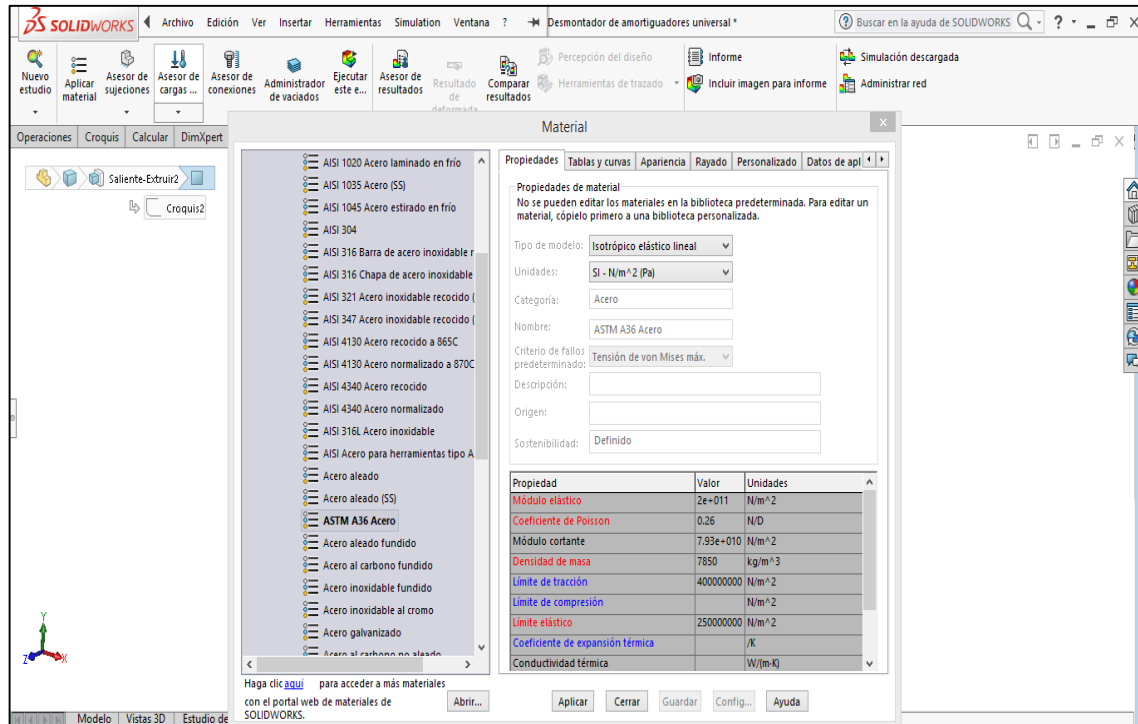 SOLIDWORKS
Archivo Edición Ver Insertar Herramientas Simulation Ventana ?
Desmontador de amortiguadores universal *
Buscar en la ayuda de SOLIDWORKS
?
Nuevo estudio
Aplicar material
Asesor de sujeciones
Asesor de cargas ...
Asesor de conexiones
Administrador de vaciados
Ejecutar este e...
Asesor de resultados
Resultado de deformada
Comparar resultados
Percepción del diseño
Herramientas de trazado
Informe
Incluir imagen para informe
Simulación descargada
Administrar red
Operaciones Croquis Calcular DimXpert
Saliente-Extruir2
Croquis2
Material
AISI 1020 Acero laminado en frío
AISI 1035 Acero (SS)
AISI 1045 Acero estirado en frío
AISI 304
AISI 316 Barra de acero inoxidable r
AISI 316 Chapa de acero inoxidable
AISI 321 Acero inoxidable recocido (
AISI 347 Acero inoxidable recocido (
AISI 4130 Acero recocido a 865C
AISI 4130 Acero normalizado a 870C
AISI 4340 Acero recocido
AISI 4340 Acero normalizado
AISI 316L Acero inoxidable
AISI Acero para herramientas tipo A
Acero aleado
Acero aleado (SS)
ASTM A36 Acero
Acero aleado fundido
Acero al carbono fundido
Acero inoxidable fundido
Acero inoxidable al cromo
Acero galvanizado
Acero al carbono no aleado
Haga clic aquí para acceder a más materiales
con el portal web de materiales de
SOLIDWORKS.
Abrir...
Propiedades Tablas y curvas Apariencia Rayado Personalizado Datos de apl
Propiedades de material
No se pueden editar los materiales en la biblioteca predeterminada. Para editar un
material, cópielo primero a una biblioteca personalizada.
Tipo de modelo: Isotrópico elástico lineal
Unidades: SI - N/m^2 (Pa)
Categoría: Acero
Nombre: ASTM A36 Acero
Criterio de fallos predeterminado: Tensión de von Mises máx.
Descripción:
Origen:
Sostenibilidad: Definido
Propiedad Valor Unidades
Módulo elástico 2e+011 N/m^2
Coeficiente de Poisson 0.26 N/D
Módulo cortante 7.93e+010 N/m^2
Densidad de masa 7850 kg/m^3
Límite de tracción 400000000 N/m^2
Límite de compresión N/m^2
Límite elástico 250000000 N/m^2
Coeficiente de expansión térmica /K
Conductividad térmica W/(m·K)
Aplicar Cerrar Guardar Config... Ayuda
Y
Z X
Modelo Vistas 3D Estudio de